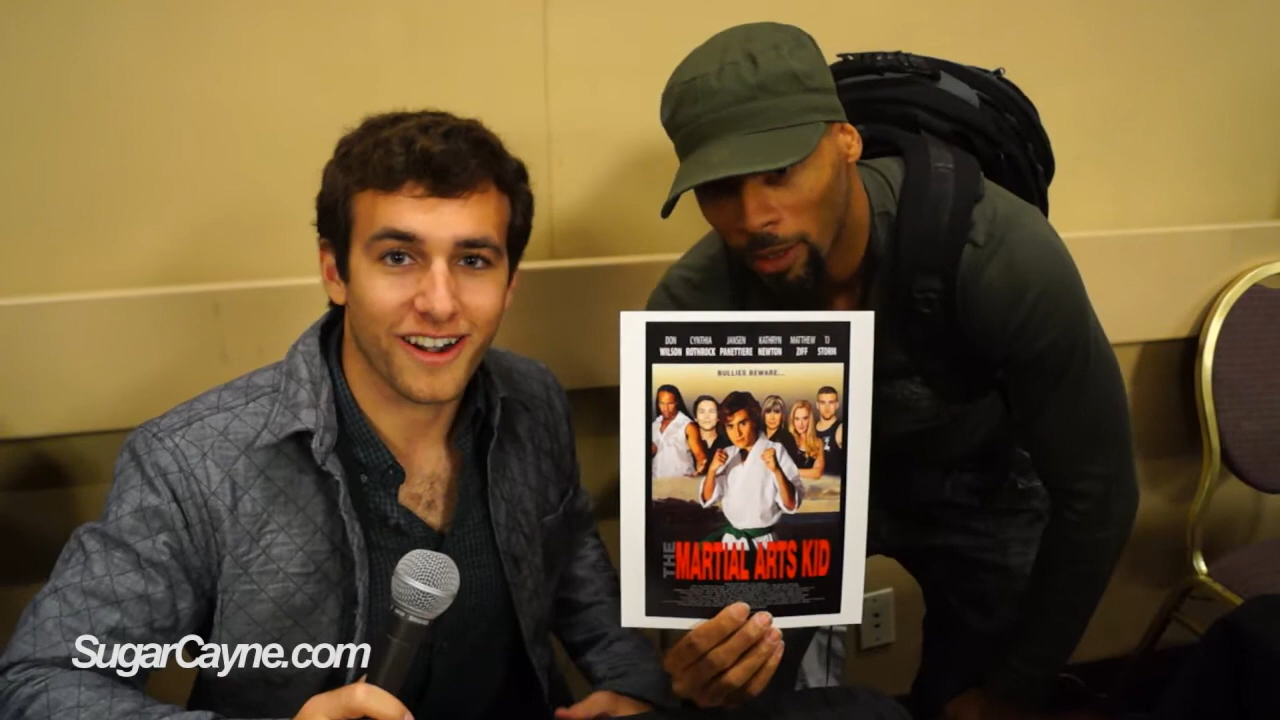 DON CYNTHIA JANSEN KATHRYN MATTHEW TJ
WILSON ROTHROCK PANETTIERE NEWTON ZIFF STORM
BULLIES BEWARE...
THE MARTIAL ARTS KID
SugarCayne.com